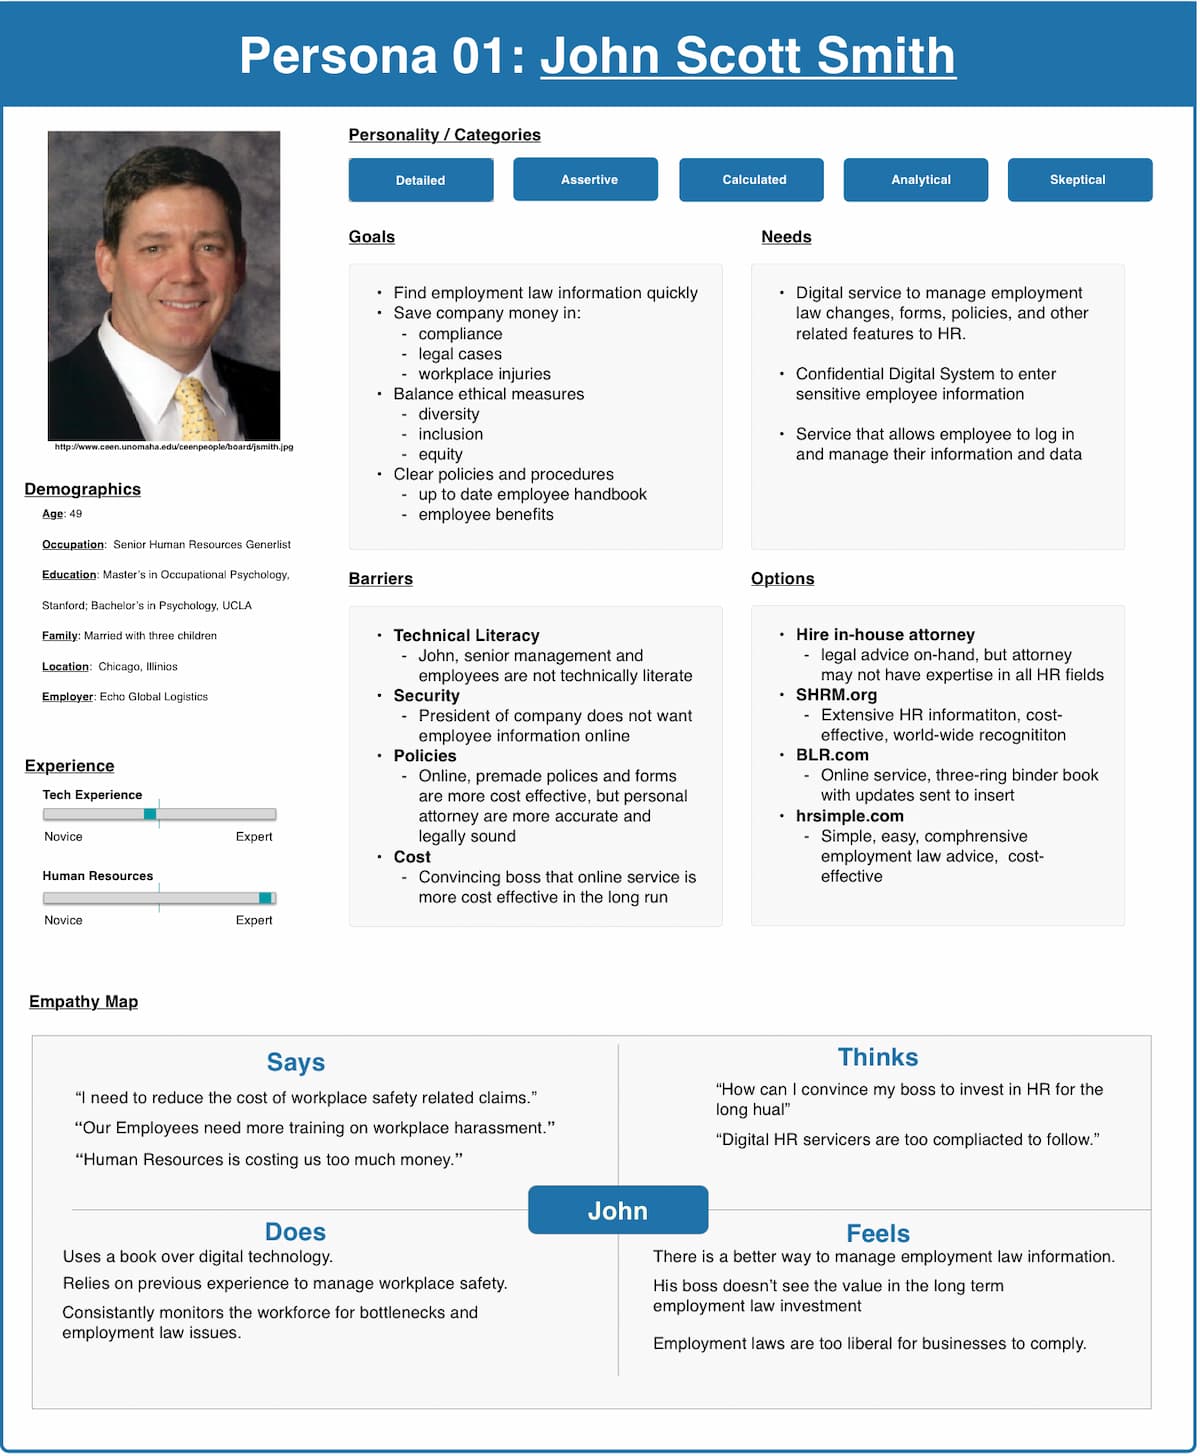 Persona 01: John Scott Smith
http://www.ceen.unomaha.edu/ceenpeople/board/jsmith.jpg
Demographics
Age: 49
Occupation: Senior Human Resources Generlist
Education: Master's in Occupational Psychology,
Stanford; Bachelor's in Psychology, UCLA
Family: Married with three children
Location: Chicago, Illinios
Employer: Echo Global Logistics
Experience
Tech Experience
Novice Expert
Human Resources
Novice Expert
Personality / Categories
Detailed Assertive Calculated Analytical Skeptical
Goals
• Find employment law information quickly
• Save company money in:
- compliance
- legal cases
- workplace injuries
• Balance ethical measures
- diversity
- inclusion
- equity
• Clear policies and procedures
- up to date employee handbook
- employee benefits
Needs
• Digital service to manage employment
law changes, forms, policies, and other
related features to HR.
• Confidential Digital System to enter
sensitive employee information
• Service that allows employee to log in
and manage their information and data
Barriers
• Technical Literacy
- John, senior management and
employees are not technically literate
• Security
- President of company does not want
employee information online
• Policies
- Online, premade polices and forms
are more cost effective, but personal
attorney are more accurate and
legally sound
• Cost
- Convincing boss that online service is
more cost effective in the long run
Options
• Hire in-house attorney
- legal advice on-hand, but attorney
may not have expertise in all HR fields
• SHRM.org
- Extensive HR informatiton, cost-
effective, world-wide recognititon
• BLR.com
- Online service, three-ring binder book
with updates sent to insert
• hrsimple.com
- Simple, easy, comphrensive
employment law advice, cost-
effective
Empathy Map
Says
“I need to reduce the cost of workplace safety related claims.”
“Our Employees need more training on workplace harassment.”
“Human Resources is costing us too much money.”
Thinks
“How can I convince my boss to invest in HR for the
long hual”
“Digital HR servicers are too compliacted to follow.”
John
Does
Uses a book over digital technology.
Relies on previous experience to manage workplace safety.
Consistantly monitors the workforce for bottlenecks and
employment law issues.
Feels
There is a better way to manage employment law information.
His boss doesn't see the value in the long term
employment law investment
Employment laws are too liberal for businesses to comply.